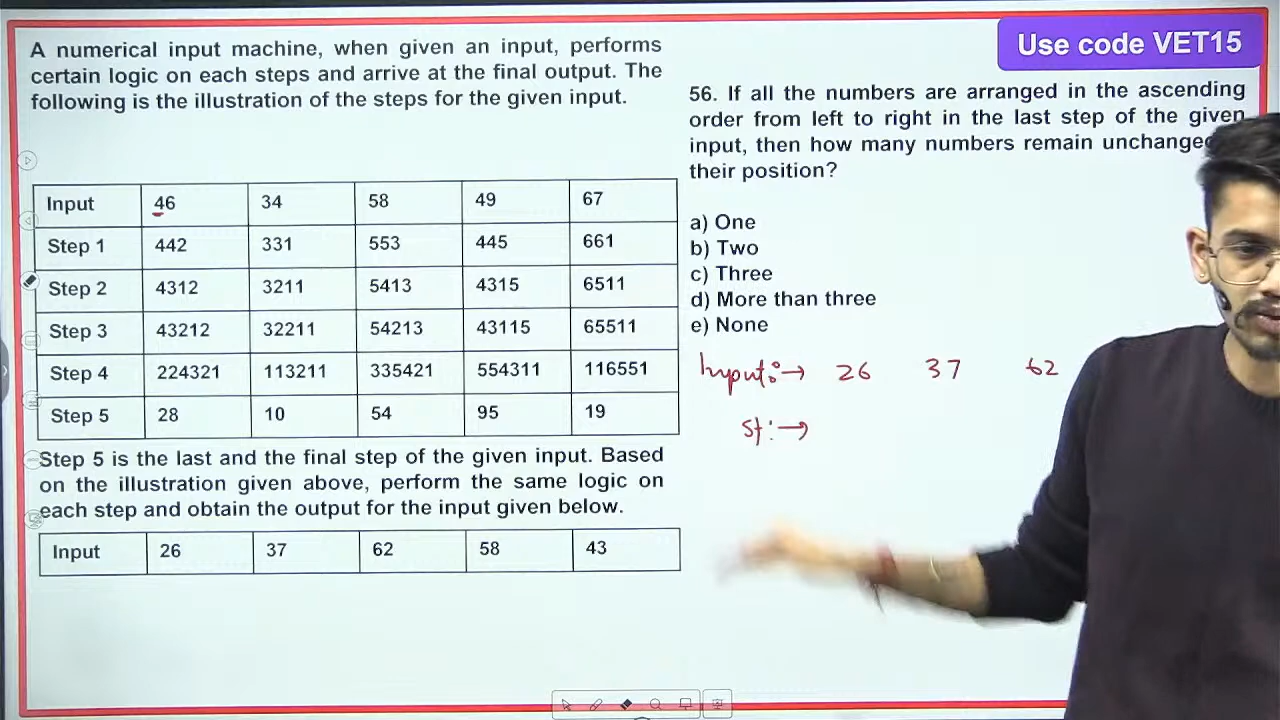 A numerical input machine, when given an input, performs
certain logic on each steps and arrive at the final output. The
following is the illustration of the steps for the given input.
Input 46 34 58 49 67
Step 1 442 331 553 445 661
Step 2 4312 3211 5413 4315 6511
Step 3 43212 32211 54213 43115 65511
Step 4 224321 113211 335421 554311 116551
Step 5 28 10 54 95 19
Step 5 is the last and the final step of the given input. Based
on the illustration given above, perform the same logic on
each step and obtain the output for the input given below.
Input 26 37 62 58 43
Use code VET15
56. If all the numbers are arranged in the ascending
order from left to right in the last step of the given
input, then how many numbers remain unchanged
their position?
a) One
b) Two
c) Three
d) More than three
e) None
Input:→ 26 37 62
St:→